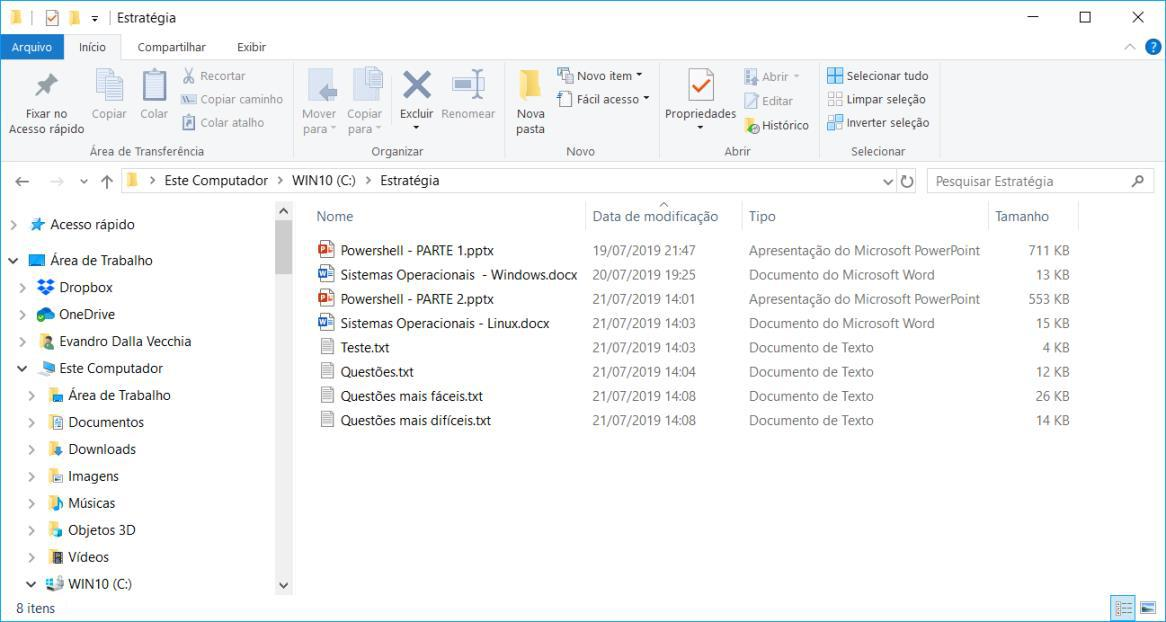 Estratégia
Arquivo Início Compartilhar Exibir
Fixar no Acesso rápido
Copiar
Colar
Recortar
Copiar caminho
Colar atalho
Área de Transferência
Mover para
Copiar para
Excluir
Renomear
Organizar
Nova pasta
Novo item
Fácil acesso
Novo
Propriedades
Abrir
Editar
Histórico
Abrir
Selecionar tudo
Limpar seleção
Inverter seleção
Selecionar
Este Computador > WIN10 (C:) > Estratégia
Pesquisar Estratégia
Acesso rápido
Área de Trabalho
Dropbox
OneDrive
Evandro Dalla Vecchia
Este Computador
Área de Trabalho
Documentos
Downloads
Imagens
Músicas
Objetos 3D
Vídeos
WIN10 (C:)
Nome Data de modificação Tipo Tamanho
Powershell - PARTE 1.pptx 19/07/2019 21:47 Apresentação do Microsoft PowerPoint 711 KB
Sistemas Operacionais - Windows.docx 20/07/2019 19:25 Documento do Microsoft Word 13 KB
Powershell - PARTE 2.pptx 21/07/2019 14:01 Apresentação do Microsoft PowerPoint 553 KB
Sistemas Operacionais - Linux.docx 21/07/2019 14:03 Documento do Microsoft Word 15 KB
Teste.txt 21/07/2019 14:03 Documento de Texto 4 KB
Questões.txt 21/07/2019 14:04 Documento de Texto 12 KB
Questões mais fáceis.txt 21/07/2019 14:08 Documento de Texto 26 KB
Questões mais difíceis.txt 21/07/2019 14:08 Documento de Texto 14 KB
8 itens